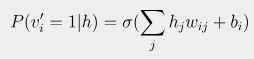 P(v′ᵢ = 1|h) = σ(∑ⱼ hⱼwᵢⱼ + bᵢ)